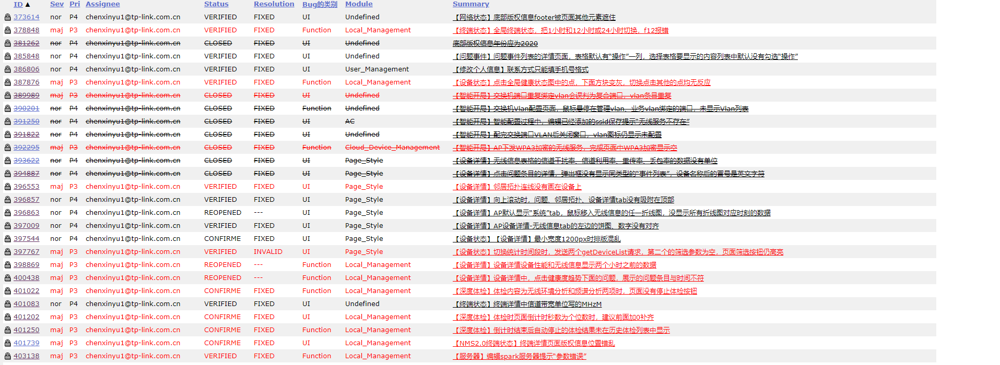 ID ▲ Sev Pri Assignee Status Resolution Bug的类别 Module Summary
373614 nor P4 chenxinyu1@tp-link.com.cn VERIFIED FIXED UI Undefined 【网络状态】底部版权信息footer被页面其他元素遮住
378848 maj P3 chenxinyu1@tp-link.com.cn VERIFIED FIXED Function Local_Management 【终端状态】全局终端状态，把1小时和12小时或24小时切换，f12报错
381262 nor P4 chenxinyu1@tp-link.com.cn CLOSED FIXED UI Undefined 底部版权信息年份应为2020
385848 nor P4 chenxinyu1@tp-link.com.cn VERIFIED FIXED UI Undefined 【问题事件】问题事件列表的详情页面，表格默认有“操作”一列，选择表格要显示的内容列表中默认没有勾选“操作”
386806 nor P4 chenxinyu1@tp-link.com.cn VERIFIED FIXED UI User_Management 【修改个人信息】联系方式只能填手机号格式
387876 maj P3 chenxinyu1@tp-link.com.cn VERIFIED FIXED Function Local_Management 【设备状态】点击全局健康状态图中的点，下面方块变灰，切换点击其他的点均无反应
389989 maj P3 chenxinyu1@tp-link.com.cn CLOSED FIXED UI Undefined 【智能开局】交换机端口重复绑定vlan会误判为复合端口，vlan条目重复
390201 nor P4 chenxinyu1@tp-link.com.cn CLOSED FIXED Function Undefined 【智能开局】交换机Vlan配置页面，鼠标悬停在管理vlan、业务vlan绑定的端口，未显示Vlan列表
391250 nor P4 chenxinyu1@tp-link.com.cn CLOSED FIXED UI AC 【智能开局】智能配置过程中，编辑已经添加的ssid保存提示“无线服务不存在”
391822 nor P4 chenxinyu1@tp-link.com.cn CLOSED FIXED UI Undefined 【智能开局】配完交换端口VLAN后关闭窗口，vlan图标仍显示未配置
392295 maj P3 chenxinyu1@tp-link.com.cn CLOSED FIXED Function Cloud_Device_Management 【智能开局】AP下发WPA3加密的无线服务，完成页面中WPA3加密显示空
393622 nor P4 chenxinyu1@tp-link.com.cn CLOSED FIXED UI Page_Style 【设备详情】无线信息表格的信道干扰率、信道利用率、重传率、丢包率的数据没有单位
394887 nor P4 chenxinyu1@tp-link.com.cn CLOSED FIXED UI Page_Style 【设备详情】点击问题条目的详情，弹出框没有显示同类型的“事件列表”，设备名称后的冒号是英文字符
396553 maj P3 chenxinyu1@tp-link.com.cn VERIFIED FIXED UI Page_Style 【设备详情】邻居拓扑连线没有画在设备上
396857 nor P4 chenxinyu1@tp-link.com.cn VERIFIED FIXED UI Page_Style 【设备详情】向上滚动时，问题、邻居拓扑、设备详情tab没有吸附在顶部
396863 nor P4 chenxinyu1@tp-link.com.cn REOPENED --- UI Page_Style 【设备详情】AP默认显示“系统”tab，鼠标移入无线信息的任一折线图，没显示所有折线图对应时刻的数据
397009 nor P4 chenxinyu1@tp-link.com.cn VERIFIED FIXED UI Page_Style 【设备详情】AP设备详情-无线信息tab的左边的饼图、数字没有对齐
397544 nor P4 chenxinyu1@tp-link.com.cn CONFIRME FIXED UI Page_Style 【设备状态】【设备详情】最小宽度1200px时排版混乱
397767 maj P3 chenxinyu1@tp-link.com.cn VERIFIED INVALID UI Page_Style 【设备状态】切换统计时间段时，发送两个getDeviceList请求，第二个的筛选参数为空，页面筛选按钮仍高亮
398869 maj P3 chenxinyu1@tp-link.com.cn REOPENED --- Function Local_Management 【设备详情】设备详情设备性能和无线信息显示两个小时之前的数据
400438 maj P3 chenxinyu1@tp-link.com.cn REOPENED --- Function Local_Management 【设备详情】设备详情中，点击健康度趋势下面的问题，展示的问题条目与时间不符
401022 maj P3 chenxinyu1@tp-link.com.cn CONFIRME FIXED Function Local_Management 【深度体检】体检内容为无线环境分析和频谱分析两项时，页面没有停止体检按钮
401083 nor P4 chenxinyu1@tp-link.com.cn VERIFIED FIXED UI Undefined 【终端状态】终端详情中信道带宽单位写的MHzM
401202 maj P3 chenxinyu1@tp-link.com.cn CONFIRME FIXED UI Local_Management 【深度体检】体检时页面倒计时秒数为个位数时，建议前面加0补齐
401250 maj P3 chenxinyu1@tp-link.com.cn CONFIRME FIXED Function Local_Management 【深度体检】倒计时结束后自动停止的体检结果未在历史体检列表中显示
401739 maj P3 chenxinyu1@tp-link.com.cn CONFIRME FIXED UI Local_Management 【NMS2.0终端状态】终端详情页面版权信息位置错乱
403138 maj P3 chenxinyu1@tp-link.com.cn VERIFIED FIXED Function Local_Management 【服务器】编辑spark服务器提示“参数错误”